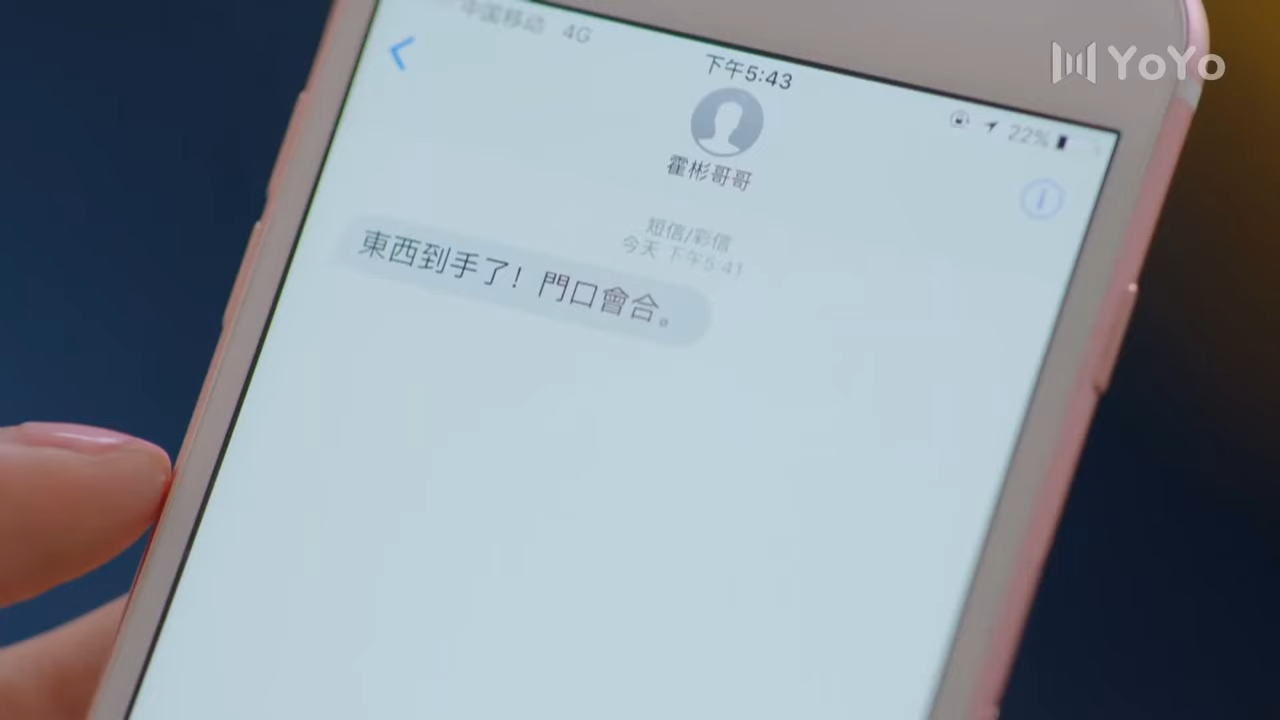 中国移动 4G
下午5:43
22%
YoYo
霍彬哥哥
短信/彩信
今天 下午5:41
東西到手了！門口會合。